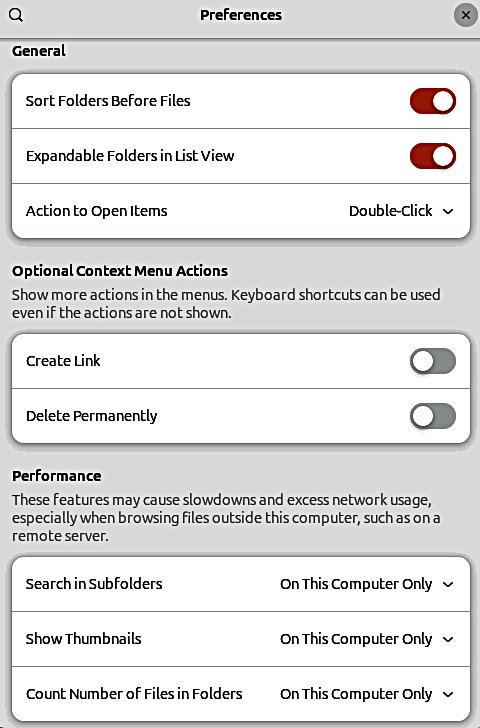 Preferences
General
Sort Folders Before Files
Expandable Folders in List View
Action to Open Items Double-Click
Optional Context Menu Actions
Show more actions in the menus. Keyboard shortcuts can be used
even if the actions are not shown.
Create Link
Delete Permanently
Performance
These features may cause slowdowns and excess network usage,
especially when browsing files outside this computer, such as on a
remote server.
Search in Subfolders On This Computer Only
Show Thumbnails On This Computer Only
Count Number of Files in Folders On This Computer Only